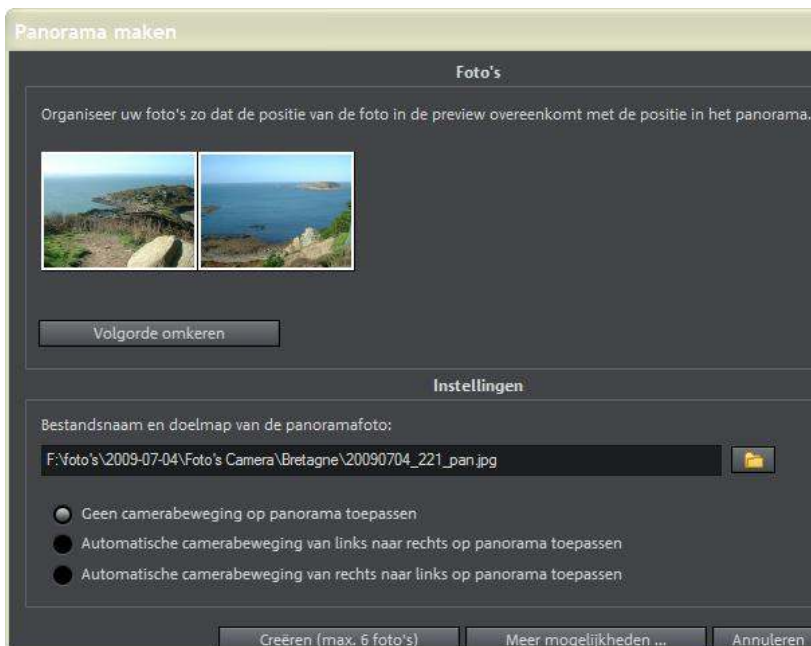 Panorama maken
Foto's
Organiseer uw foto's zo dat de positie van de foto in de preview overeenkomt met de positie in het panorama.
Volgorde omkeren
Instellingen
Bestandsnaam en doelmap van de panoramafoto:
F:\foto's\2009-07-04\Foto's Camera\Bretagne\20090704_221_pan.jpg
Geen camerabeweging op panorama toepassen
Automatische camerabeweging van links naar rechts op panorama toepassen
Automatische camerabeweging van rechts naar links op panorama toepassen
Creëren (max. 6 foto's)
Meer mogelijkheden ...
Annuleren